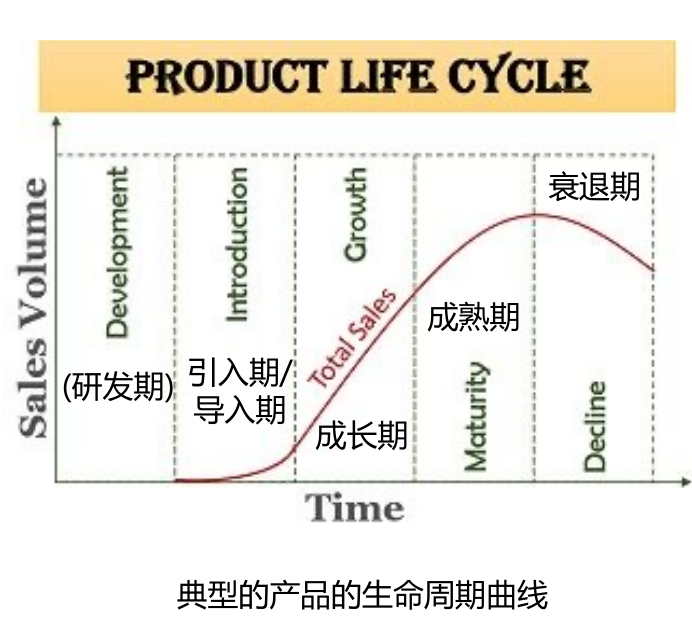 PRODUCT LIFE CYCLE
Sales Volume
Development
(研发期)
Introduction
引入期/
导入期
Growth
Total Sales
成长期
成熟期
Maturity
衰退期
Decline
Time
典型的产品的生命周期曲线